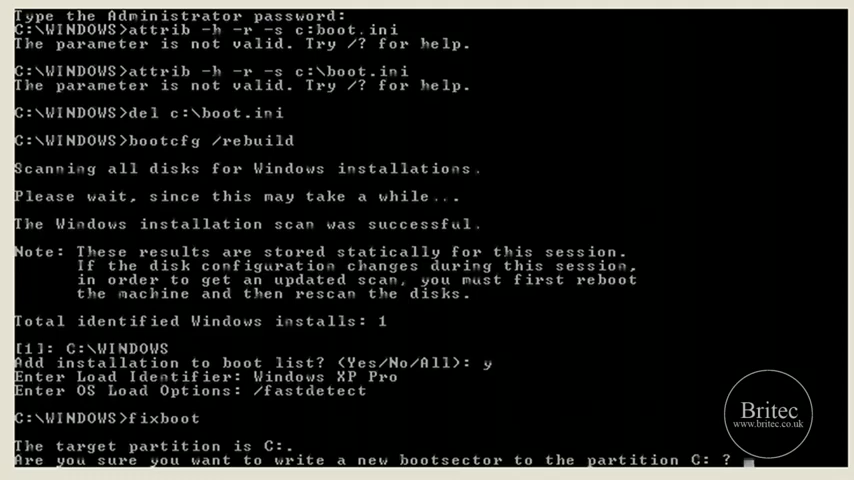 Type the Administrator password:
C:\WINDOWS>attrib -h -r -s c:boot.ini
The parameter is not valid. Try /? for help.
C:\WINDOWS>attrib -h -r -s c:\boot.ini
The parameter is not valid. Try /? for help.
C:\WINDOWS>del c:\boot.ini
C:\WINDOWS>bootcfg /rebuild
Scanning all disks for Windows installations.
Please wait, since this may take a while...
The Windows installation scan was successful.
Note: These results are stored statically for this session.
If the disk configuration changes during this session,
in order to get an updated scan, you must first reboot
the machine and then rescan the disks.
Total identified Windows installs: 1
[1]: C:\WINDOWS
Add installation to boot list? (Yes/No/All): y
Enter Load Identifier: Windows XP Pro
Enter OS Load Options: /fastdetect
C:\WINDOWS>fixboot
The target partition is C:.
Are you sure you want to write a new bootsector to the partition C: ?
Britec
www.britec.co.uk